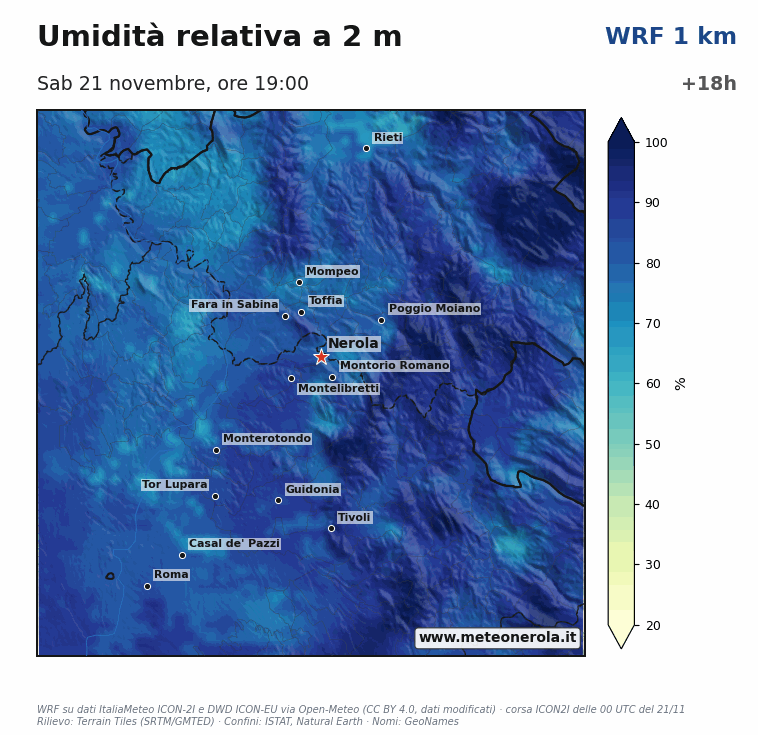 Umidità relativa a 2 m
WRF 1 km
Sab 21 novembre, ore 19:00
+18h
Rieti
Mompeo
Toffia
Fara in Sabina
Poggio Moiano
Nerola
Montorio Romano
Montelibretti
Monterotondo
Tor Lupara
Guidonia
Tivoli
Casal de' Pazzi
Roma
www.meteonerola.it
100
90
80
70
60
50
40
30
20
%
WRF su dati ItaliaMeteo ICON-2I e DWD ICON-EU via Open-Meteo (CC BY 4.0, dati modificati) · corsa ICON2I delle 00 UTC del 21/11
Rilievo: Terrain Tiles (SRTM/GMTED) · Confini: ISTAT, Natural Earth · Nomi: GeoNames